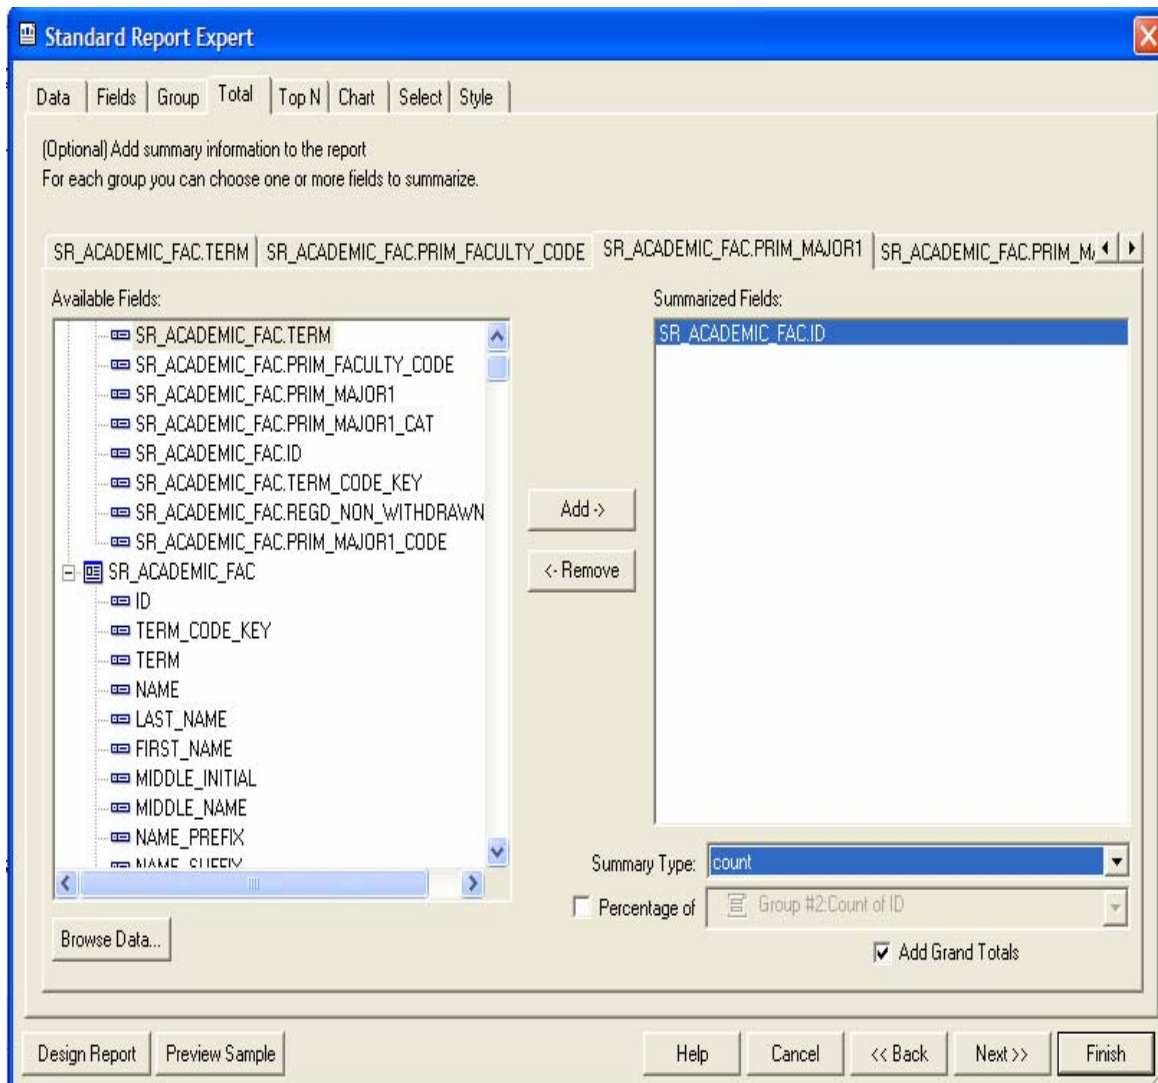 Standard Report Expert
Data Fields Group Total Top N Chart Select Style
(Optional) Add summary information to the report
For each group you can choose one or more fields to summarize.
SR_ACADEMIC_FAC.TERM SR_ACADEMIC_FAC.PRIM_FACULTY_CODE SR_ACADEMIC_FAC.PRIM_MAJOR1 SR_ACADEMIC_FAC.PRIM_MA
Available Fields:
SR_ACADEMIC_FAC.TERM
SR_ACADEMIC_FAC.PRIM_FACULTY_CODE
SR_ACADEMIC_FAC.PRIM_MAJOR1
SR_ACADEMIC_FAC.PRIM_MAJOR1_CAT
SR_ACADEMIC_FAC.ID
SR_ACADEMIC_FAC.TERM_CODE_KEY
SR_ACADEMIC_FAC.REGD_NON_WITHDRAWN
SR_ACADEMIC_FAC.PRIM_MAJOR1_CODE
SR_ACADEMIC_FAC
ID
TERM_CODE_KEY
TERM
NAME
LAST_NAME
FIRST_NAME
MIDDLE_INITIAL
MIDDLE_NAME
NAME_PREFIX
NAME_SUFFIX
Browse Data...
Add ->
<- Remove
Summarized Fields:
SR_ACADEMIC_FAC.ID
Summary Type: count
Percentage of Group #2:Count of ID
Add Grand Totals
Design Report Preview Sample Help Cancel << Back Next >> Finish